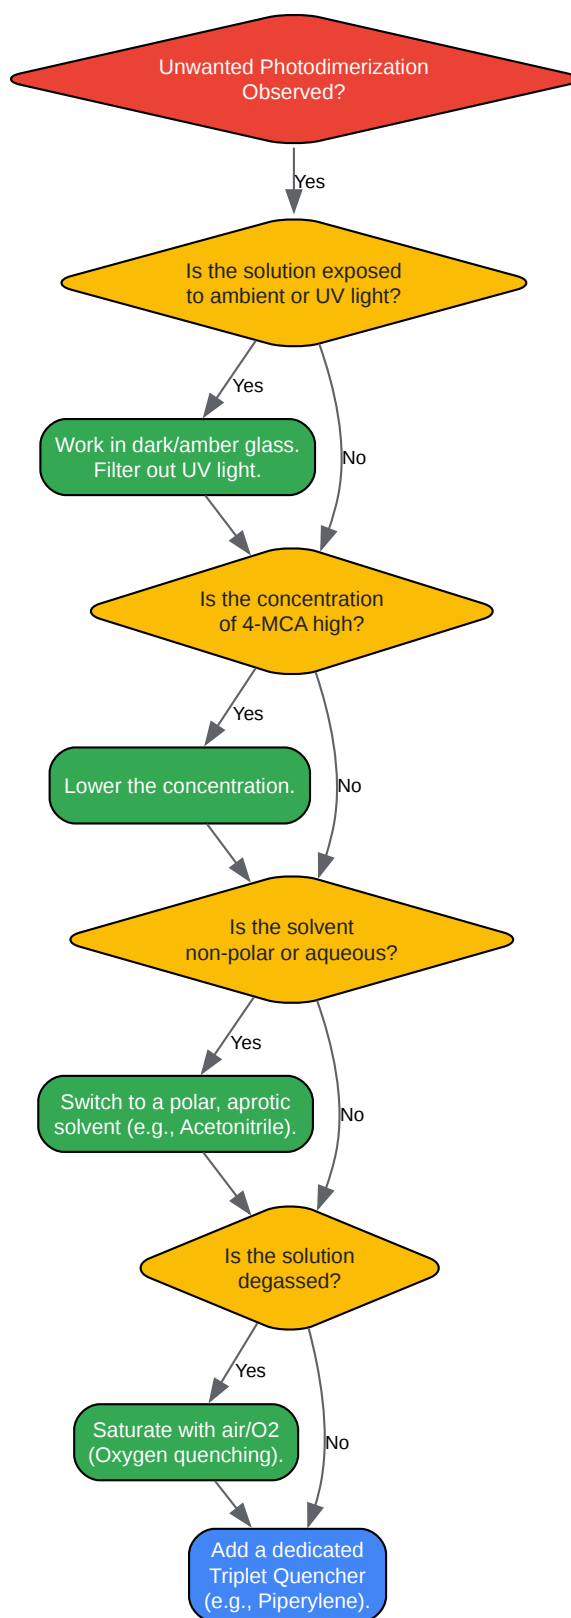 Unwanted Photodimerization
Observed?
Yes
Is the solution exposed
to ambient or UV light?
Yes
Work in dark/amber glass.
Filter out UV light.
No
Is the concentration
of 4-MCA high?
Yes
Lower the concentration.
No
Is the solvent
non-polar or aqueous?
Yes
Switch to a polar, aprotic
solvent (e.g., Acetonitrile).
No
Is the solution
degassed?
Yes
Saturate with air/O2
(Oxygen quenching).
No
Add a dedicated
Triplet Quencher
(e.g., Piperylene).